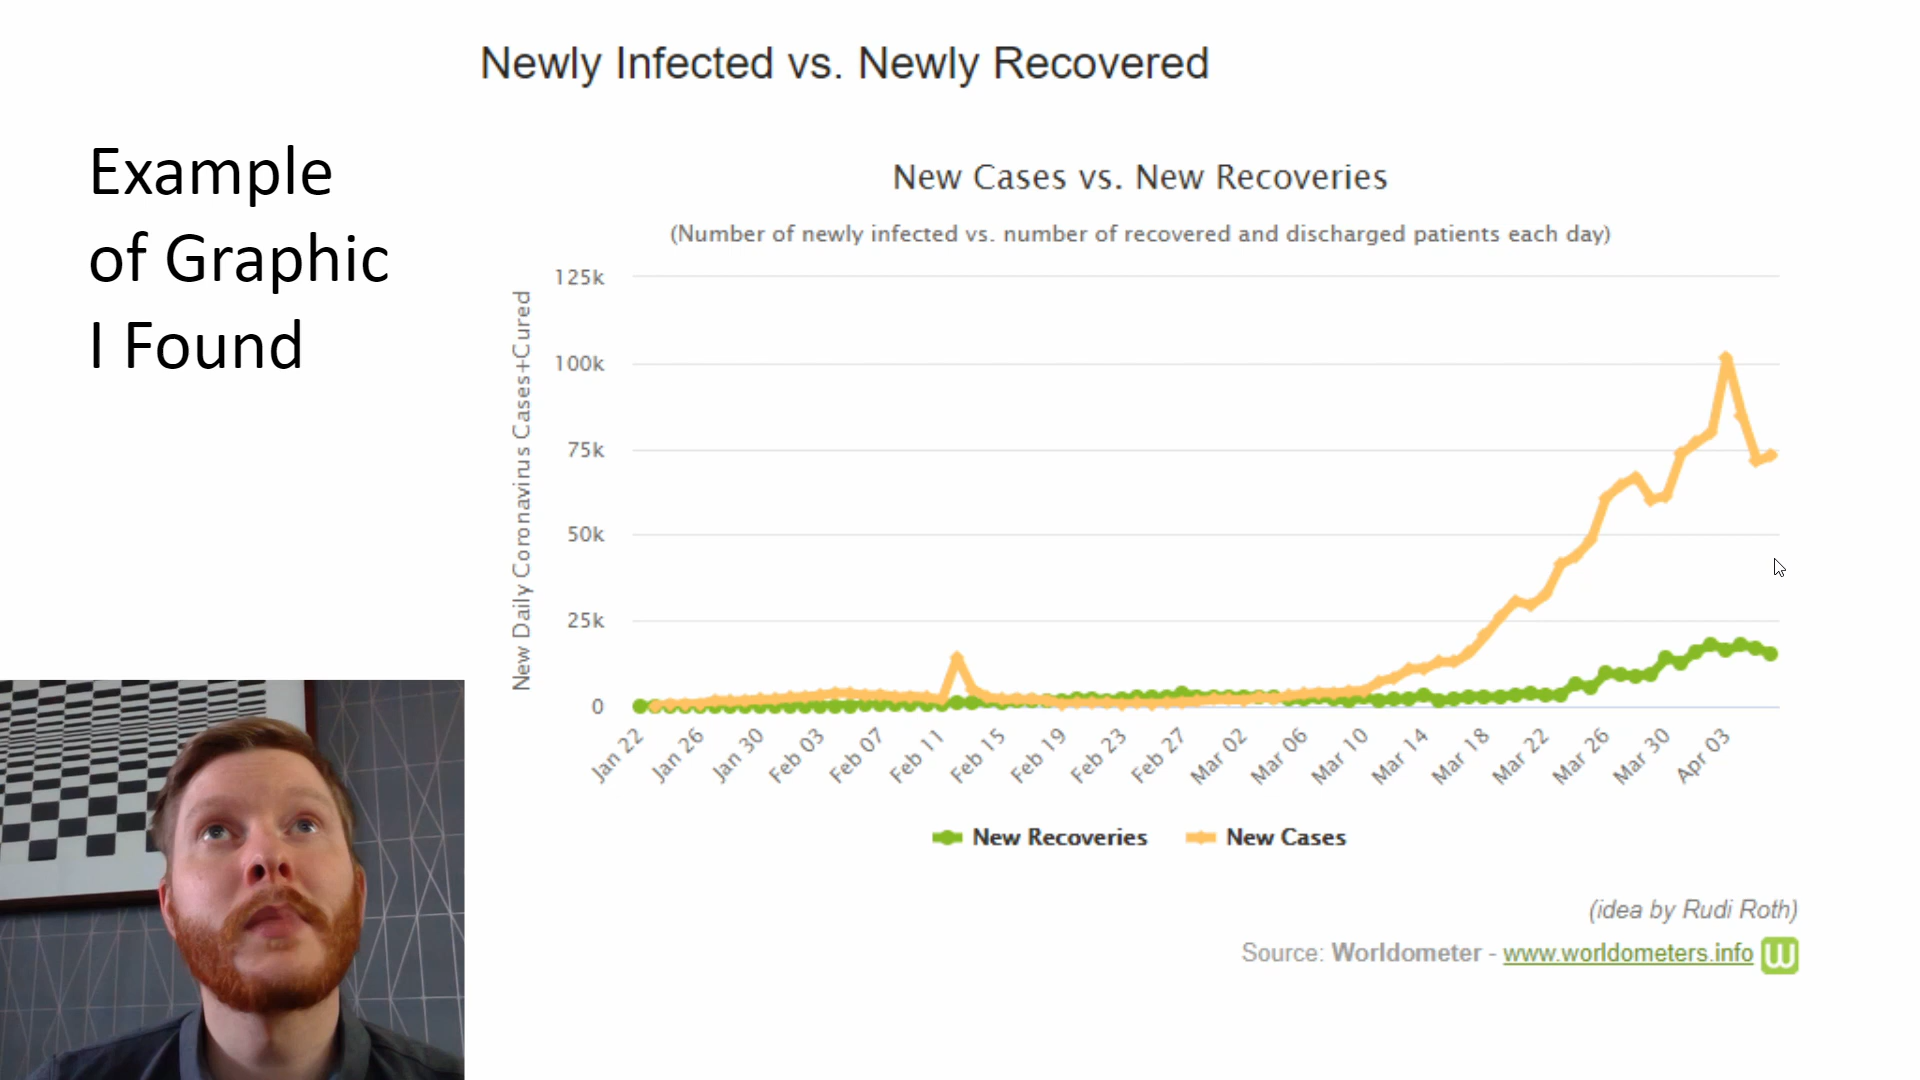 Newly Infected vs. Newly Recovered
Example
of Graphic
I Found
New Cases vs. New Recoveries
(Number of newly infected vs. number of recovered and discharged patients each day)
New Daily Coronavirus Cases+Cured
125k
100k
75k
50k
25k
0
Jan 22
Jan 26
Jan 30
Feb 03
Feb 07
Feb 11
Feb 15
Feb 19
Feb 23
Feb 27
Mar 02
Mar 06
Mar 10
Mar 14
Mar 18
Mar 22
Mar 26
Mar 30
Apr 03
New Recoveries
New Cases
(idea by Rudi Roth)
Source: Worldometer - www.worldometers.info W